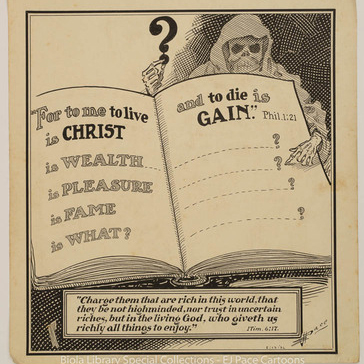 ?
"For to me to live
is CHRIST
is WEALTH
is PLEASURE
is FAME
is WHAT?
and to die is
GAIN." Phil. 1:21
?
?
?
?
"Charge them that are rich in this world, that
they be not highminded, nor trust in uncertain
riches, but in the living God, who giveth us
richly all things to enjoy."
1Tim. 6:17.
EJ PACE
Biola Library Special Collections - EJ Pace Cartoons